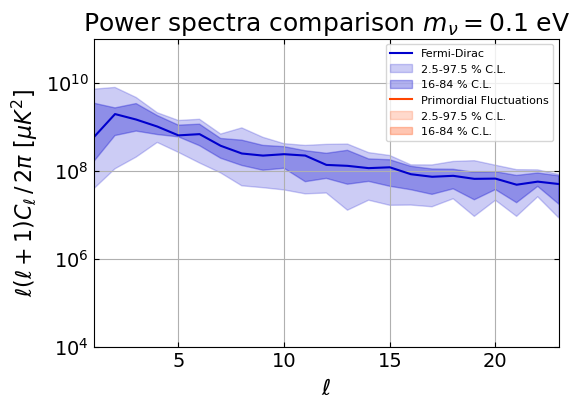 Power spectra comparison $m_\nu = 0.1$ eV
Fermi-Dirac
2.5-97.5 % C.L.
16-84 % C.L.
Primordial Fluctuations
2.5-97.5 % C.L.
16-84 % C.L.
$\ell(\ell+1)C_\ell\,/\,2\pi\ [\mu K^2]$
$10^{10}$
$10^8$
$10^6$
$10^4$
5 10 15 20
$\ell$